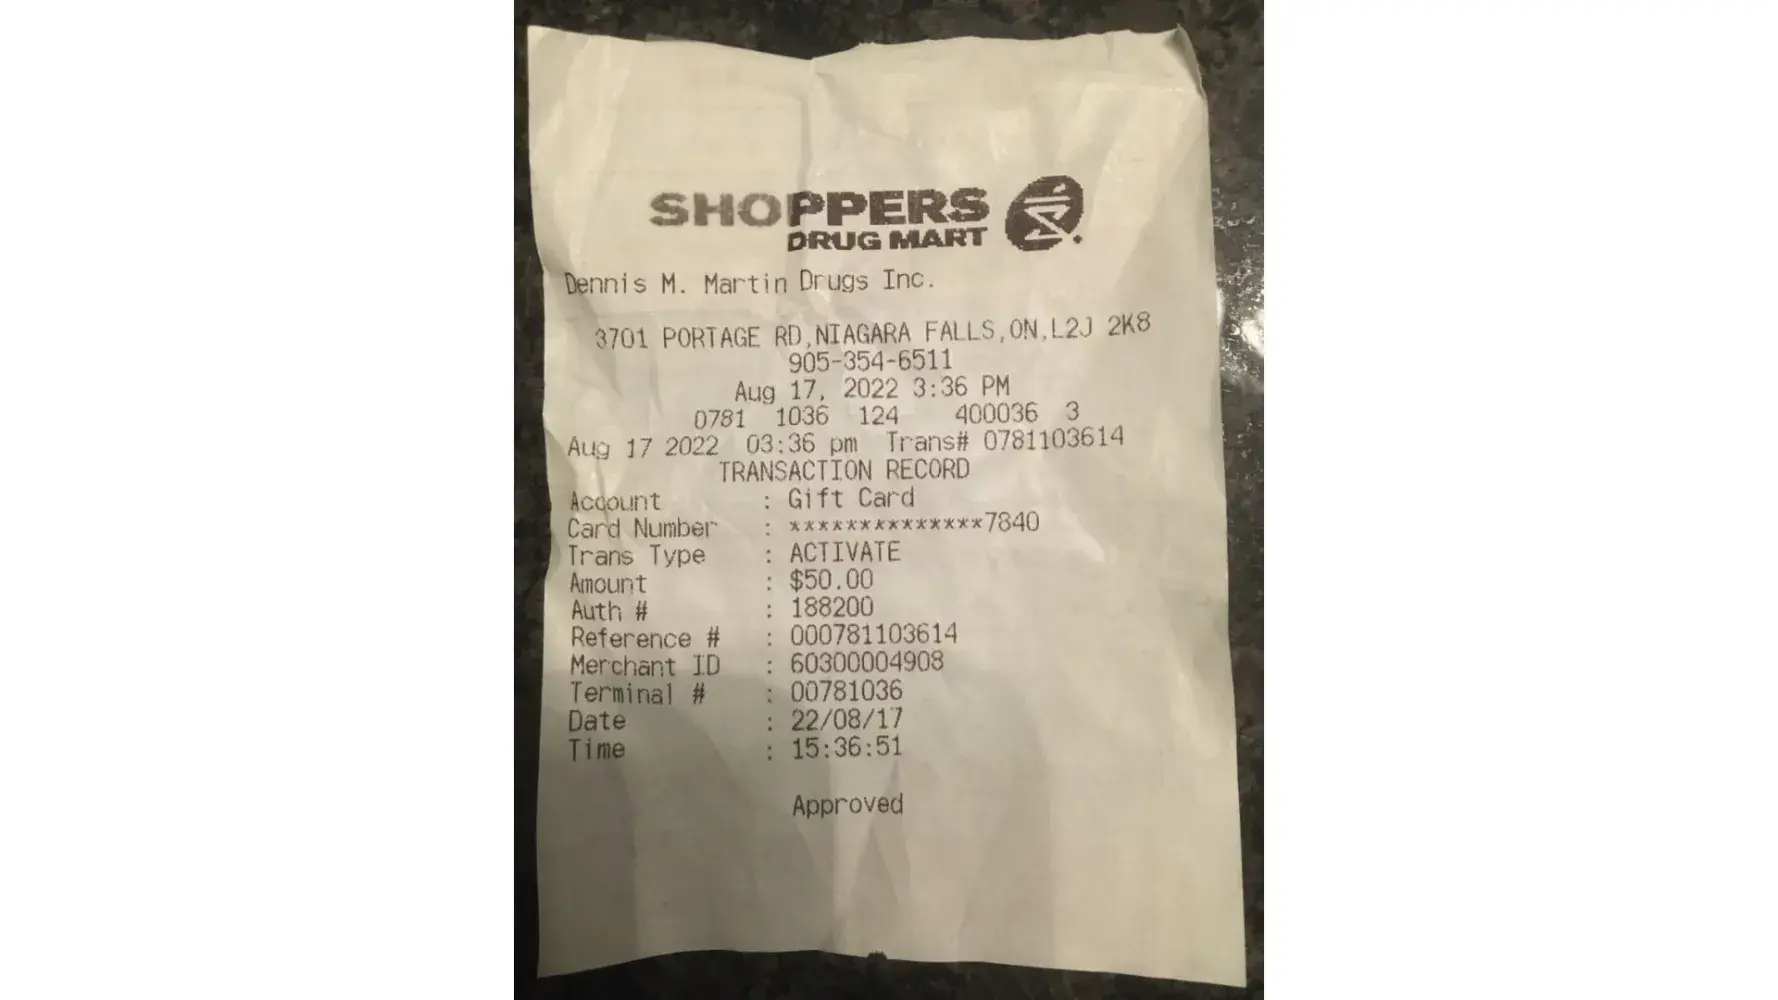 SHOPPERS
DRUG MART
Dennis M. Martin Drugs Inc.
3701 PORTAGE RD,NIAGARA FALLS,ON,L2J 2K8
905-354-6511
Aug 17, 2022 3:36 PM
0781 1036 124 400036 3
Aug 17 2022 03:36 pm Trans# 0781103614
TRANSACTION RECORD
Account : Gift Card
Card Number : **************7840
Trans Type : ACTIVATE
Amount : $50.00
Auth # : 188200
Reference # : 000781103614
Merchant ID : 60300004908
Terminal # : 00781036
Date : 22/08/17
Time : 15:36:51
Approved